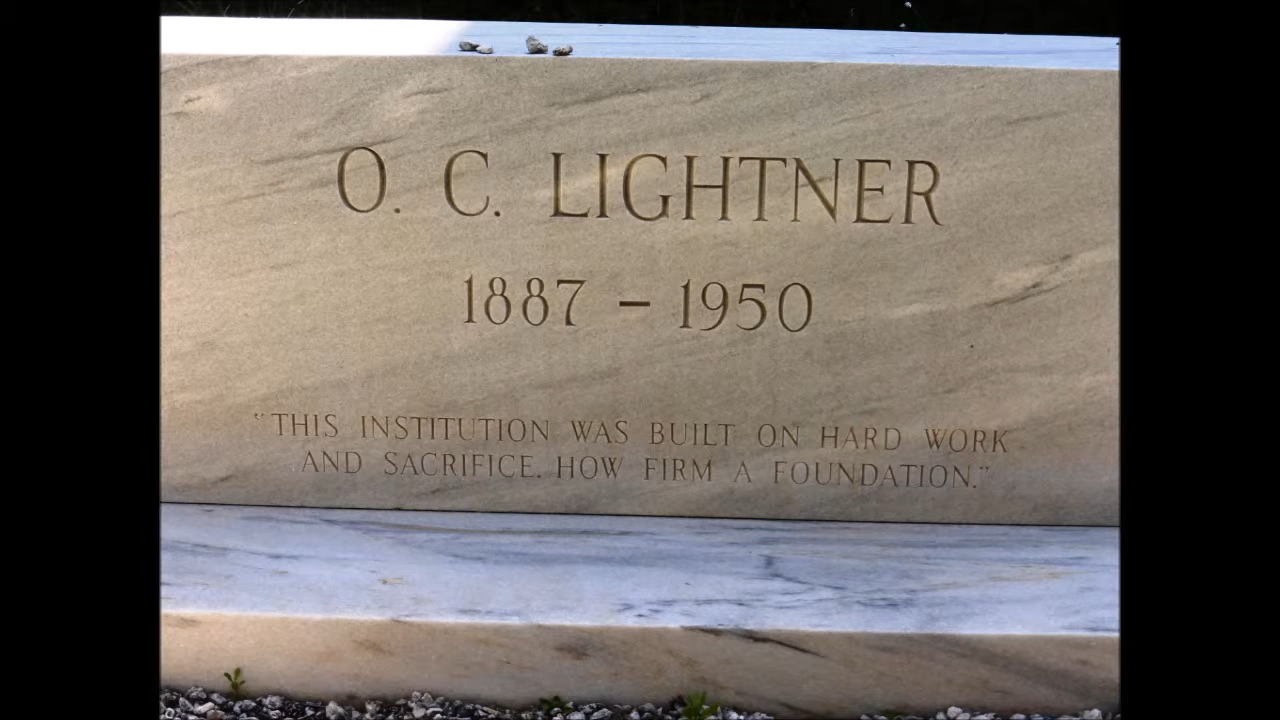 O. C. LIGHTNER
1887 – 1950
“THIS INSTITUTION WAS BUILT ON HARD WORK
AND SACRIFICE. HOW FIRM A FOUNDATION.”